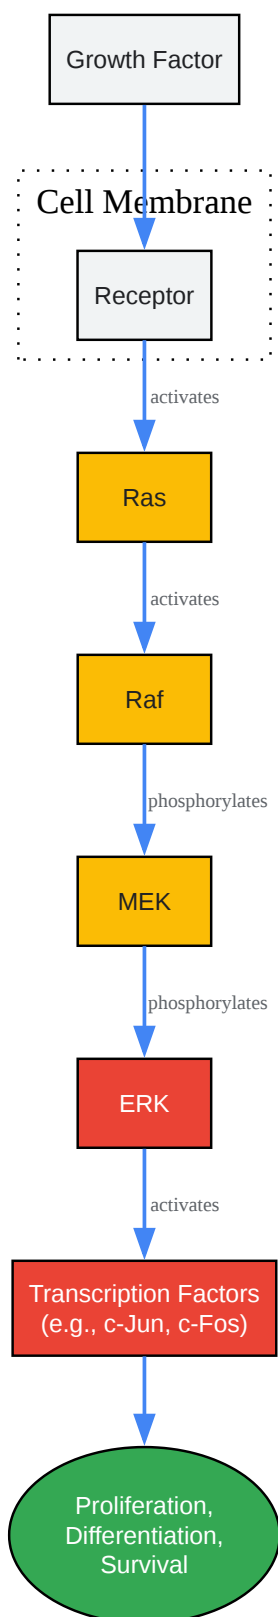 Growth Factor
Cell Membrane
Receptor
activates
Ras
activates
Raf
phosphorylates
MEK
phosphorylates
ERK
activates
Transcription Factors
(e.g., c-Jun, c-Fos)
Proliferation,
Differentiation,
Survival